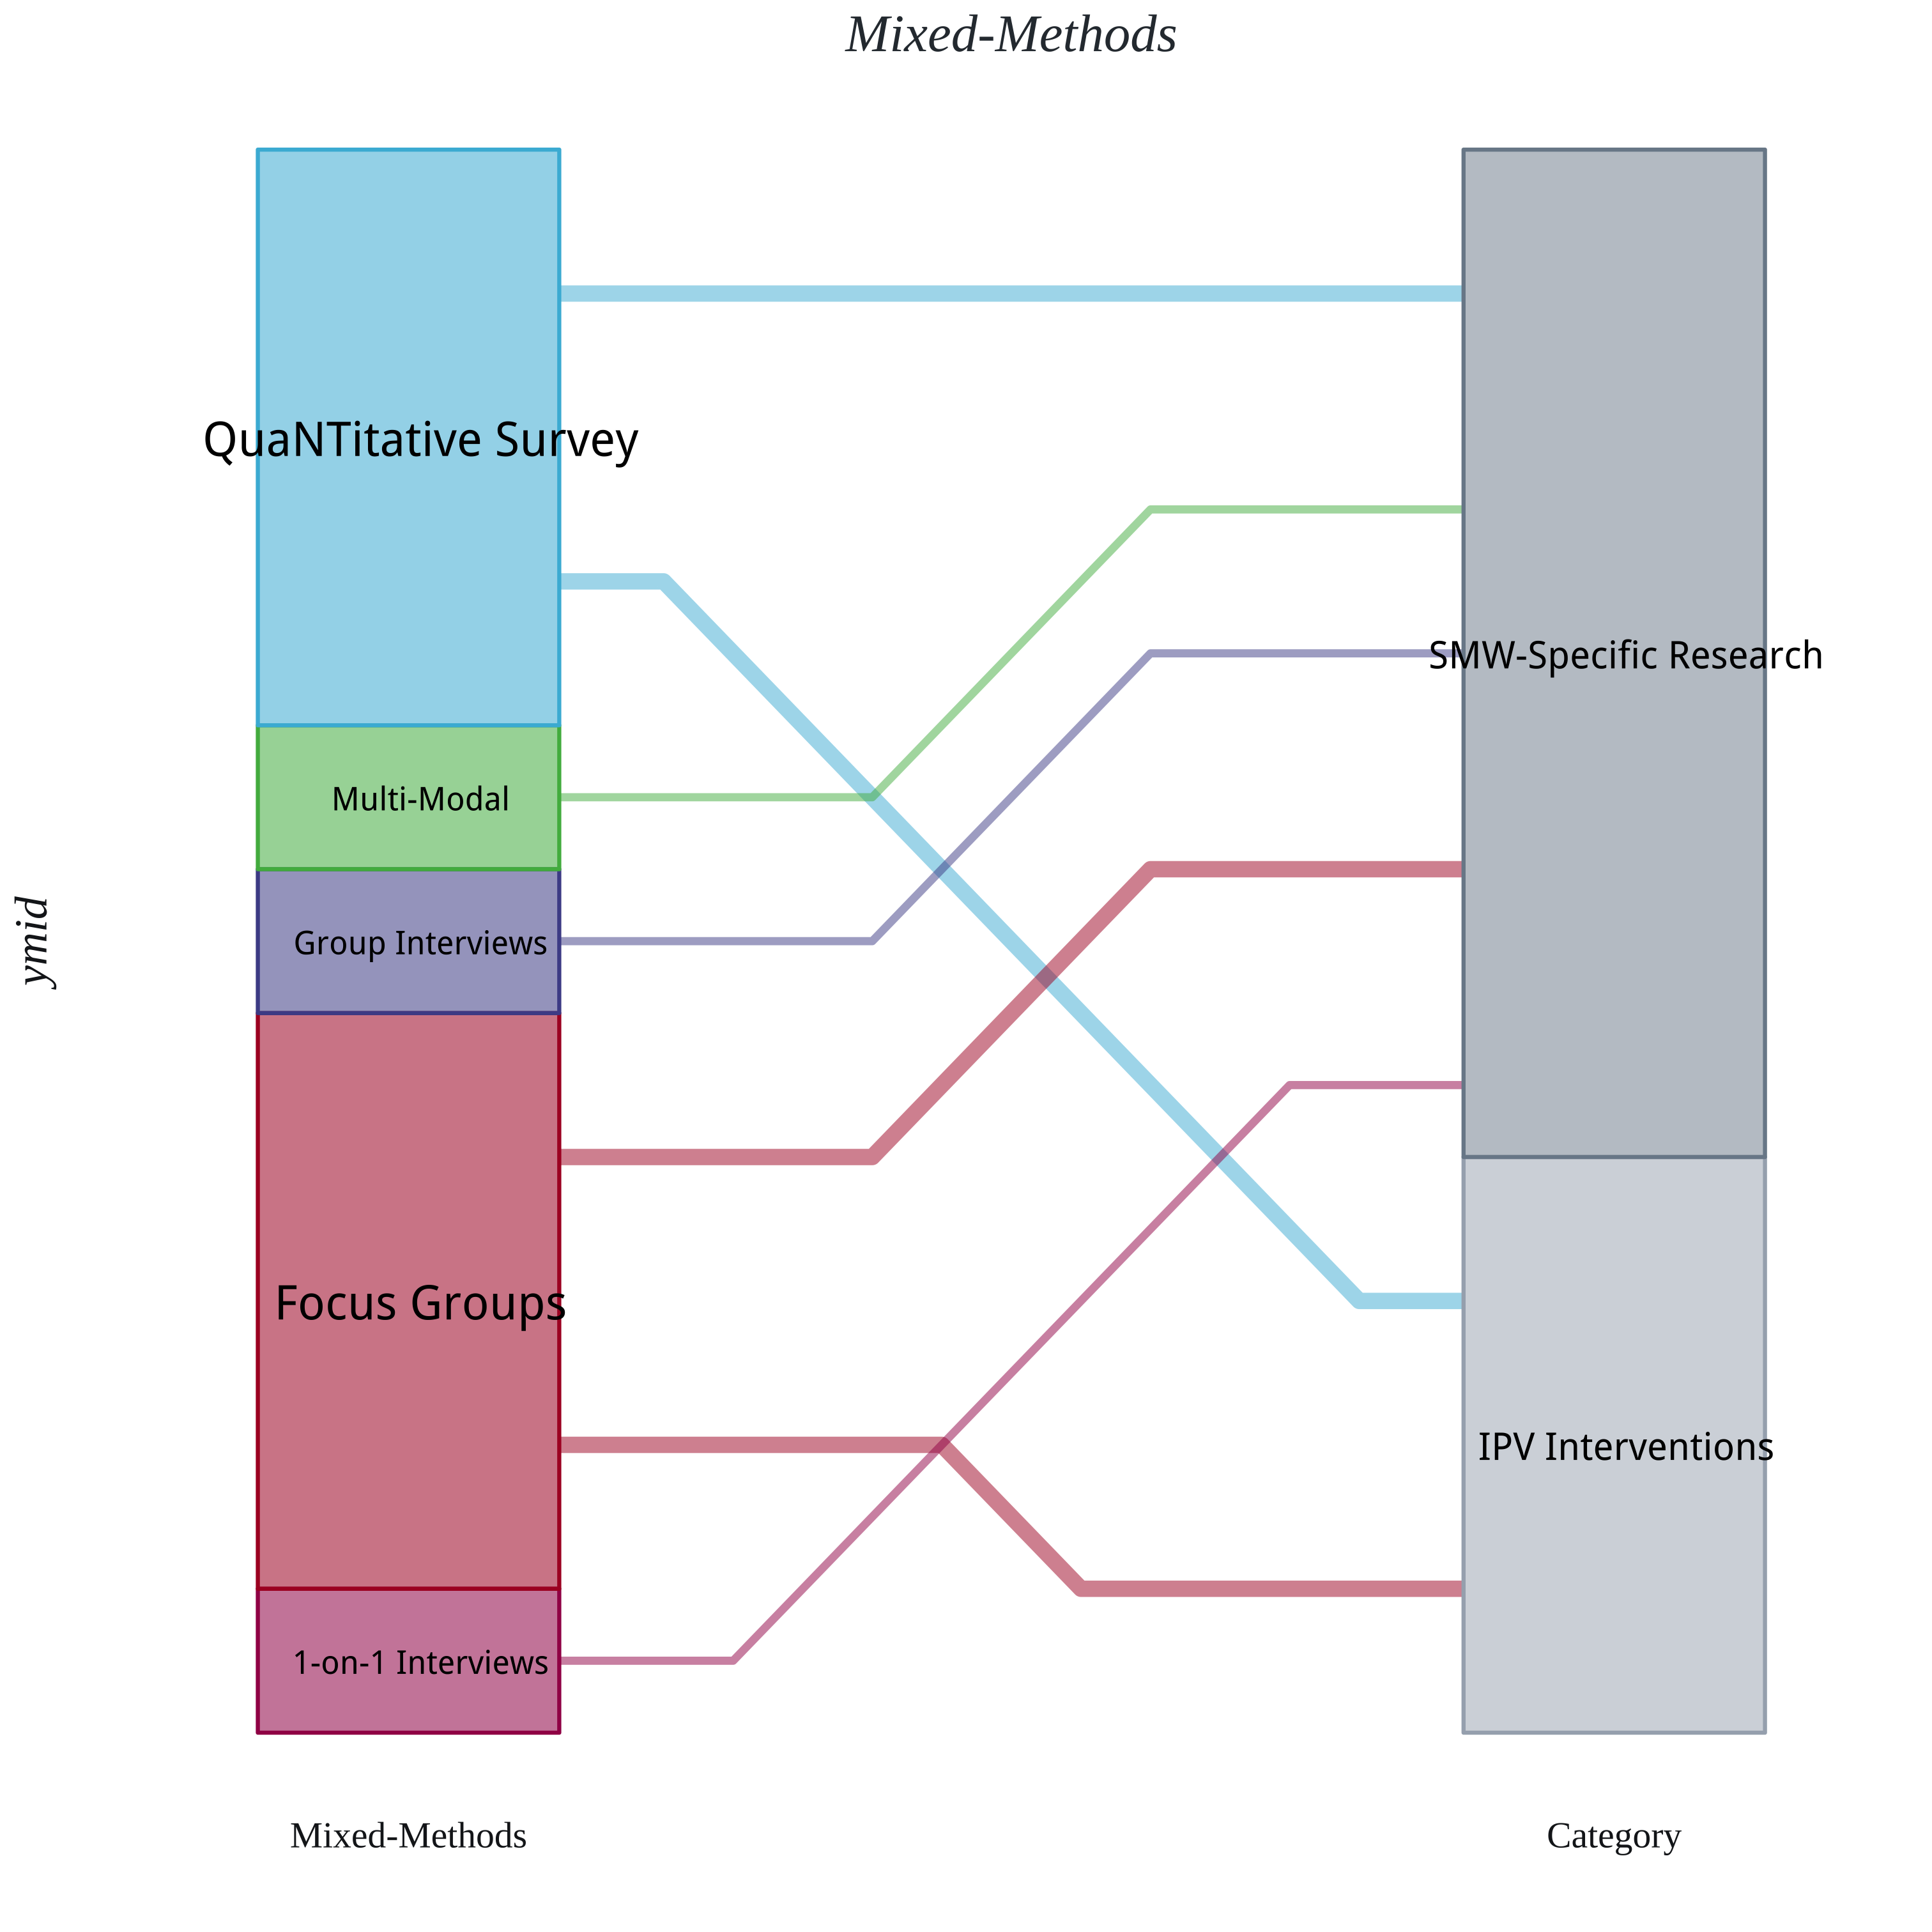 Mixed-Methods
QuaNTitative Survey
Multi-Modal
Group Interviews
Focus Groups
1-on-1 Interviews
SMW-Specific Research
IPV Interventions
ymid
Mixed-Methods
Category